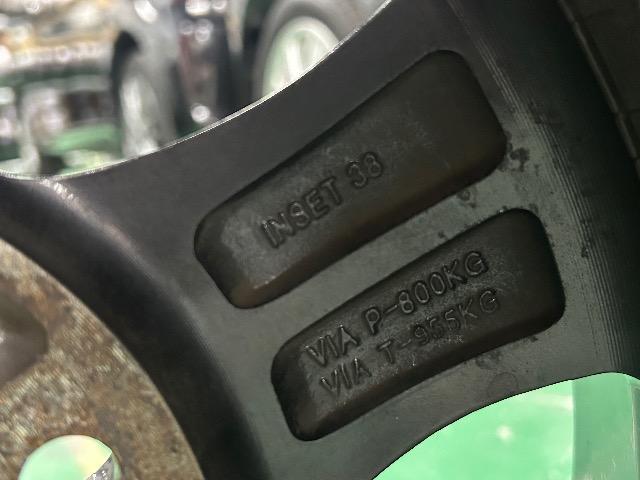 INSET 38
VIA P-800KG
VIA T-955KG